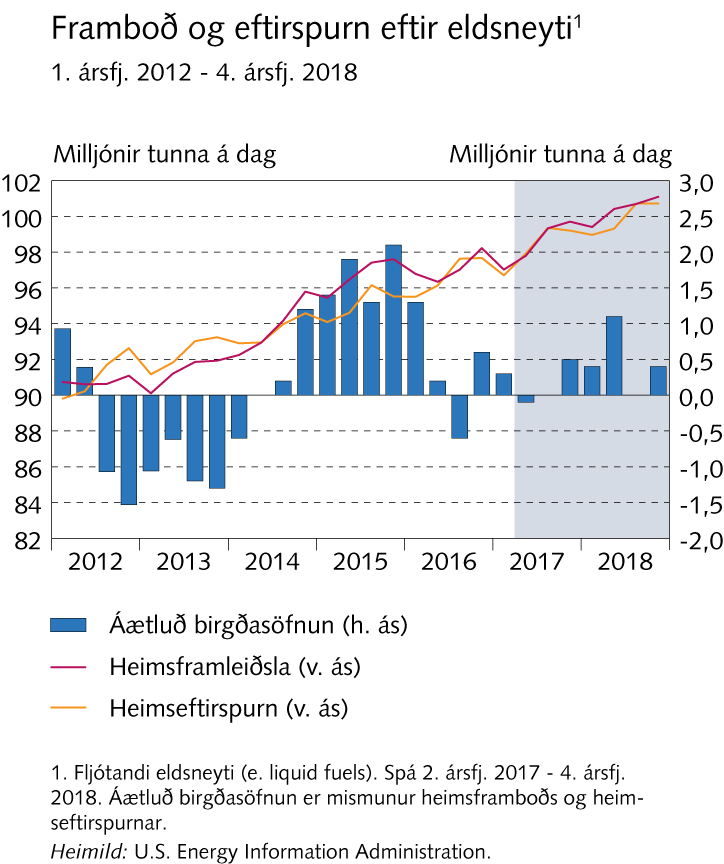 Framboð og eftirspurn eftir eldsneyti¹
1. ársfj. 2012 - 4. ársfj. 2018
Milljónir tunna á dag Milljónir tunna á dag
102 3,0
100 2,5
98 2,0
96 1,5
94 1,0
92 0,5
90 0,0
88 -0,5
86 -1,0
84 -1,5
82 -2,0
2012 2013 2014 2015 2016 2017 2018
Áætluð birgðasöfnun (h. ás)
Heimsframleiðsla (v. ás)
Heimseftirspurn (v. ás)
1. Fljótandi eldsneyti (e. liquid fuels). Spá 2. ársfj. 2017 - 4. ársfj.
2018. Áætluð birgðasöfnun er mismunur heimsframboðs og heim-
seftirspurnar.
Heimild: U.S. Energy Information Administration.